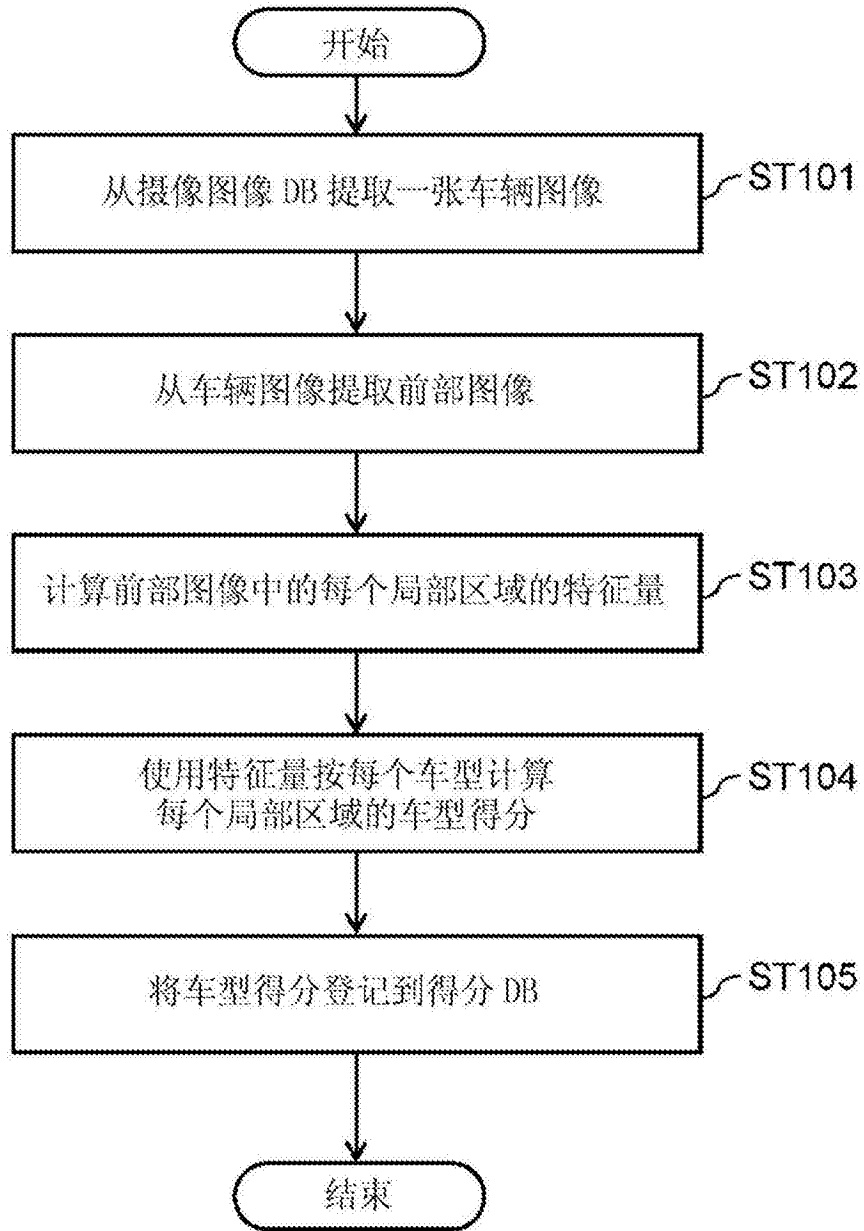 开始
从摄像图像 DB 提取一张车辆图像
ST101
从车辆图像提取前部图像
ST102
计算前部图像中的每个局部区域的特征量
ST103
使用特征量按每个车型计算
每个局部区域的车型得分
ST104
将车型得分登记到得分 DB
ST105
结束